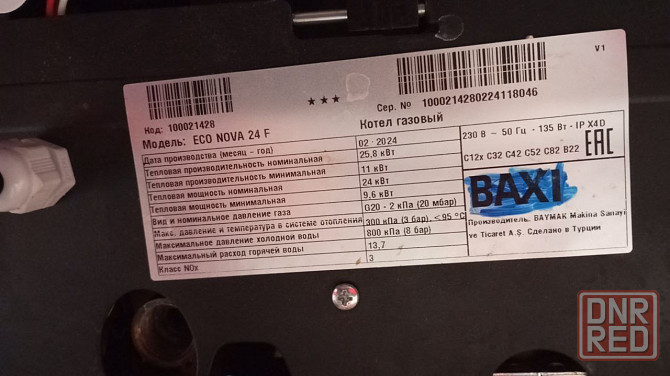 V1
Код: 100021428
★★★
Сер. № 1000214280224118046
Модель: ECO NOVA 24 F
Котел газовый
Дата производства (месяц – год) 02 - 2024
Тепловая производительность номинальная 25,8 кВт
Тепловая производительность минимальная 11 кВт
Тепловая мощность номинальная 24 кВт
Тепловая мощность минимальная 9,6 кВт
Вид и номинальное давление газа G20 - 2 кПа (20 мбар)
Макс. давление и температура в системе отопления 300 кПа (3 бар), <95 °C
Максимальное давление холодной воды 800 кПа (8 бар)
Максимальный расход горячей воды 13,7
Класс NOx 3
230 В ~ 50 Гц - 135 Вт - IP X4D
C12x C32 C42 C52 C82 B22
EAC
BAXI
Производитель: BAYMAK Makina Sanayi
ve Ticaret A.Ş. Сделано в Турции
DNR
RED